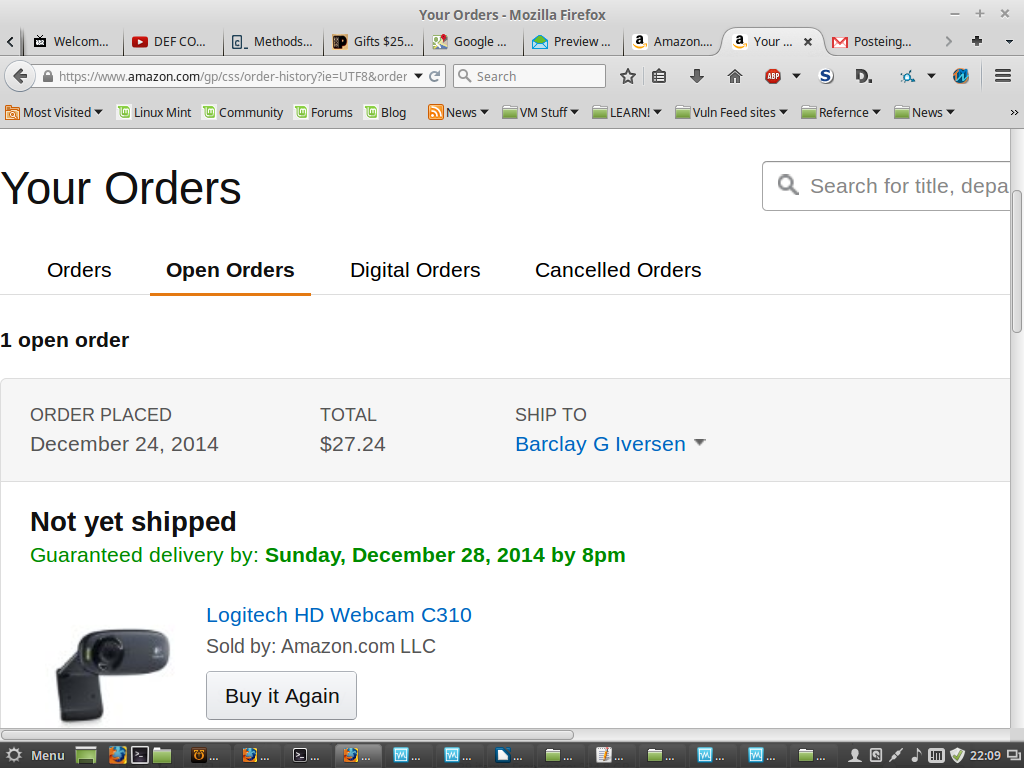 Your Orders - Mozilla Firefox
Welcom... DEF CO... Methods... Gifts $25... Google ... Preview ... Amazon.... Your ... Posteing...
https://www.amazon.com/gp/css/order-history?ie=UTF8&order Search
Most Visited Linux Mint Community Forums Blog News VM Stuff LEARN! Vuln Feed sites Refernce News
Your Orders
Search for title, depa
Orders Open Orders Digital Orders Cancelled Orders
1 open order
ORDER PLACED TOTAL SHIP TO
December 24, 2014 $27.24 Barclay G Iversen
Not yet shipped
Guaranteed delivery by: Sunday, December 28, 2014 by 8pm
Logitech HD Webcam C310
Sold by: Amazon.com LLC
Buy it Again
Menu ... ... ... ... ... ... ... ... ... ... ... ... ... 22:09